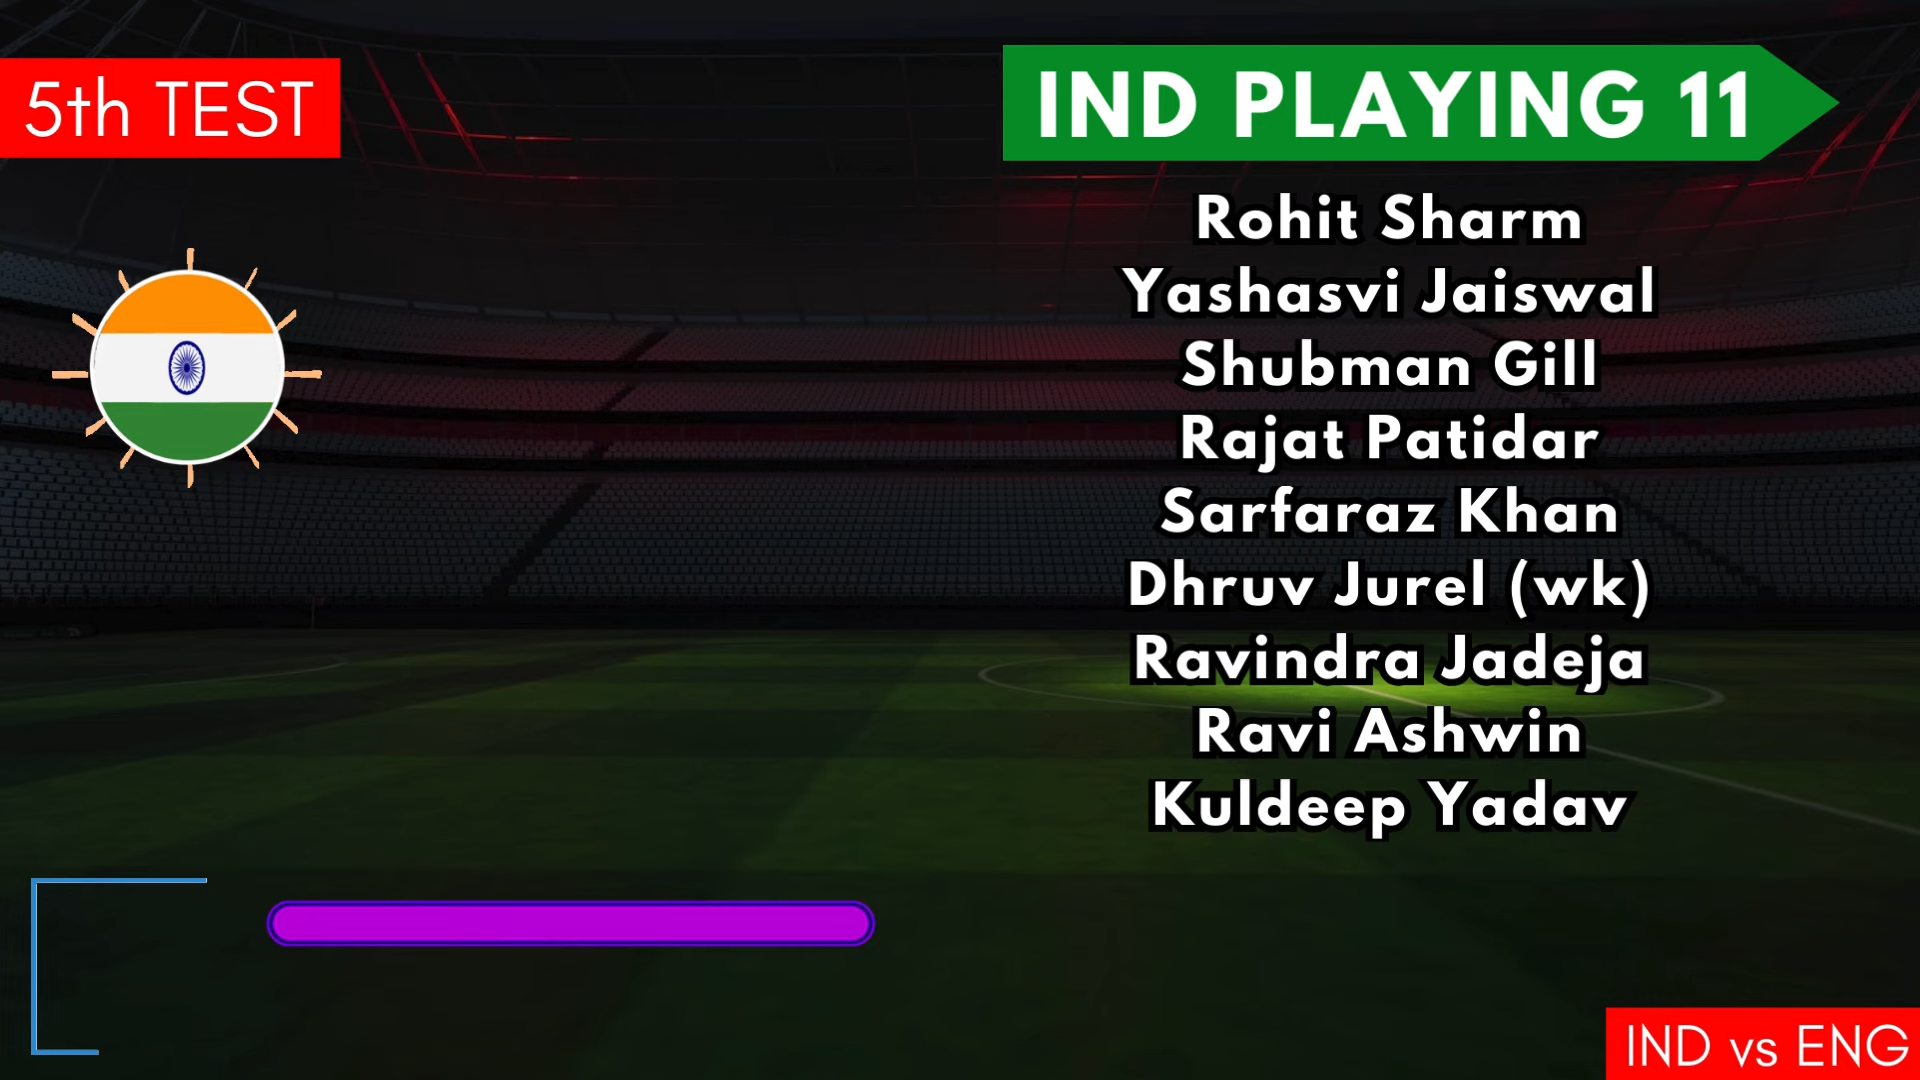 5th TEST
IND PLAYING 11
Rohit Sharm
Yashasvi Jaiswal
Shubman Gill
Rajat Patidar
Sarfaraz Khan
Dhruv Jurel (wk)
Ravindra Jadeja
Ravi Ashwin
Kuldeep Yadav
IND vs ENG